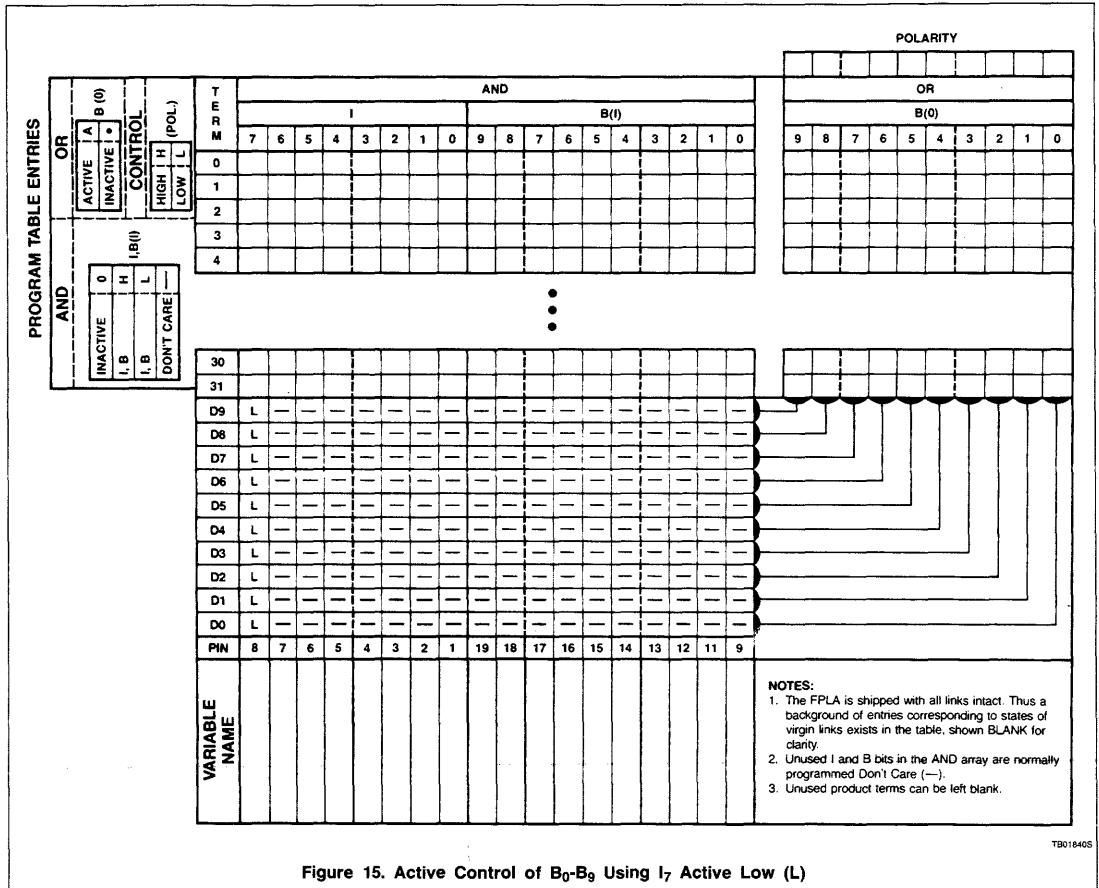 POLARITY
PROGRAM TABLE ENTRIES
OR
ACTIVE A
INACTIVE •
B (0)
CONTROL
HIGH H
LOW L
(POL.)
AND
INACTIVE 0
I, B H
I, B L
DON'T CARE —
I,B(I)
TERM
AND
OR
I
B(I)
B(0)
7 6 5 4 3 2 1 0 9 8 7 6 5 4 3 2 1 0
9 8 7 6 5 4 3 2 1 0
0
1
2
3
4
30
31
D9 L — — — — — — — — — — — — — — — — —
D8 L — — — — — — — — — — — — — — — — —
D7 L — — — — — — — — — — — — — — — — —
D6 L — — — — — — — — — — — — — — — — —
D5 L — — — — — — — — — — — — — — — — —
D4 L — — — — — — — — — — — — — — — — —
D3 L — — — — — — — — — — — — — — — — —
D2 L — — — — — — — — — — — — — — — — —
D1 L — — — — — — — — — — — — — — — — —
D0 L — — — — — — — — — — — — — — — — —
PIN 8 7 6 5 4 3 2 1 19 18 17 16 15 14 13 12 11 9
VARIABLE
NAME
NOTES:
1. The FPLA is shipped with all links intact. Thus a
background of entries corresponding to states of
virgin links exists in the table, shown BLANK for
clarity.
2. Unused I and B bits in the AND array are normally
programmed Don't Care (—).
3. Unused product terms can be left blank.
TB01840S
Figure 15. Active Control of B₀-B₉ Using I₇ Active Low (L)